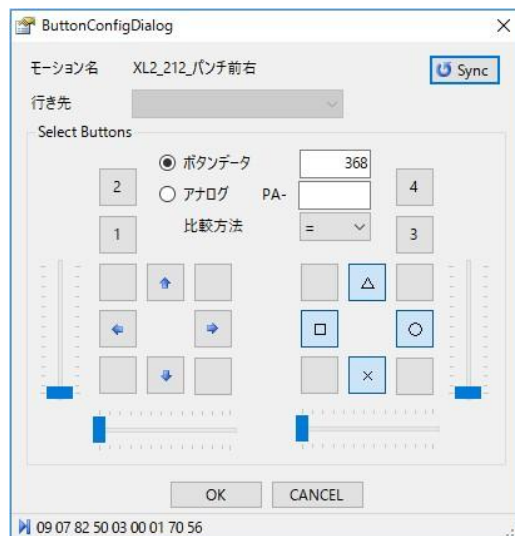 ButtonConfigDialog
モーション名 XL2_212_パンチ前右
Sync
行き先
Select Buttons
ボタンデータ 368
アナログ PA-
比較方法 =
2
1
4
3
△
□ ○
×
OK CANCEL
09 07 82 50 03 00 01 70 56